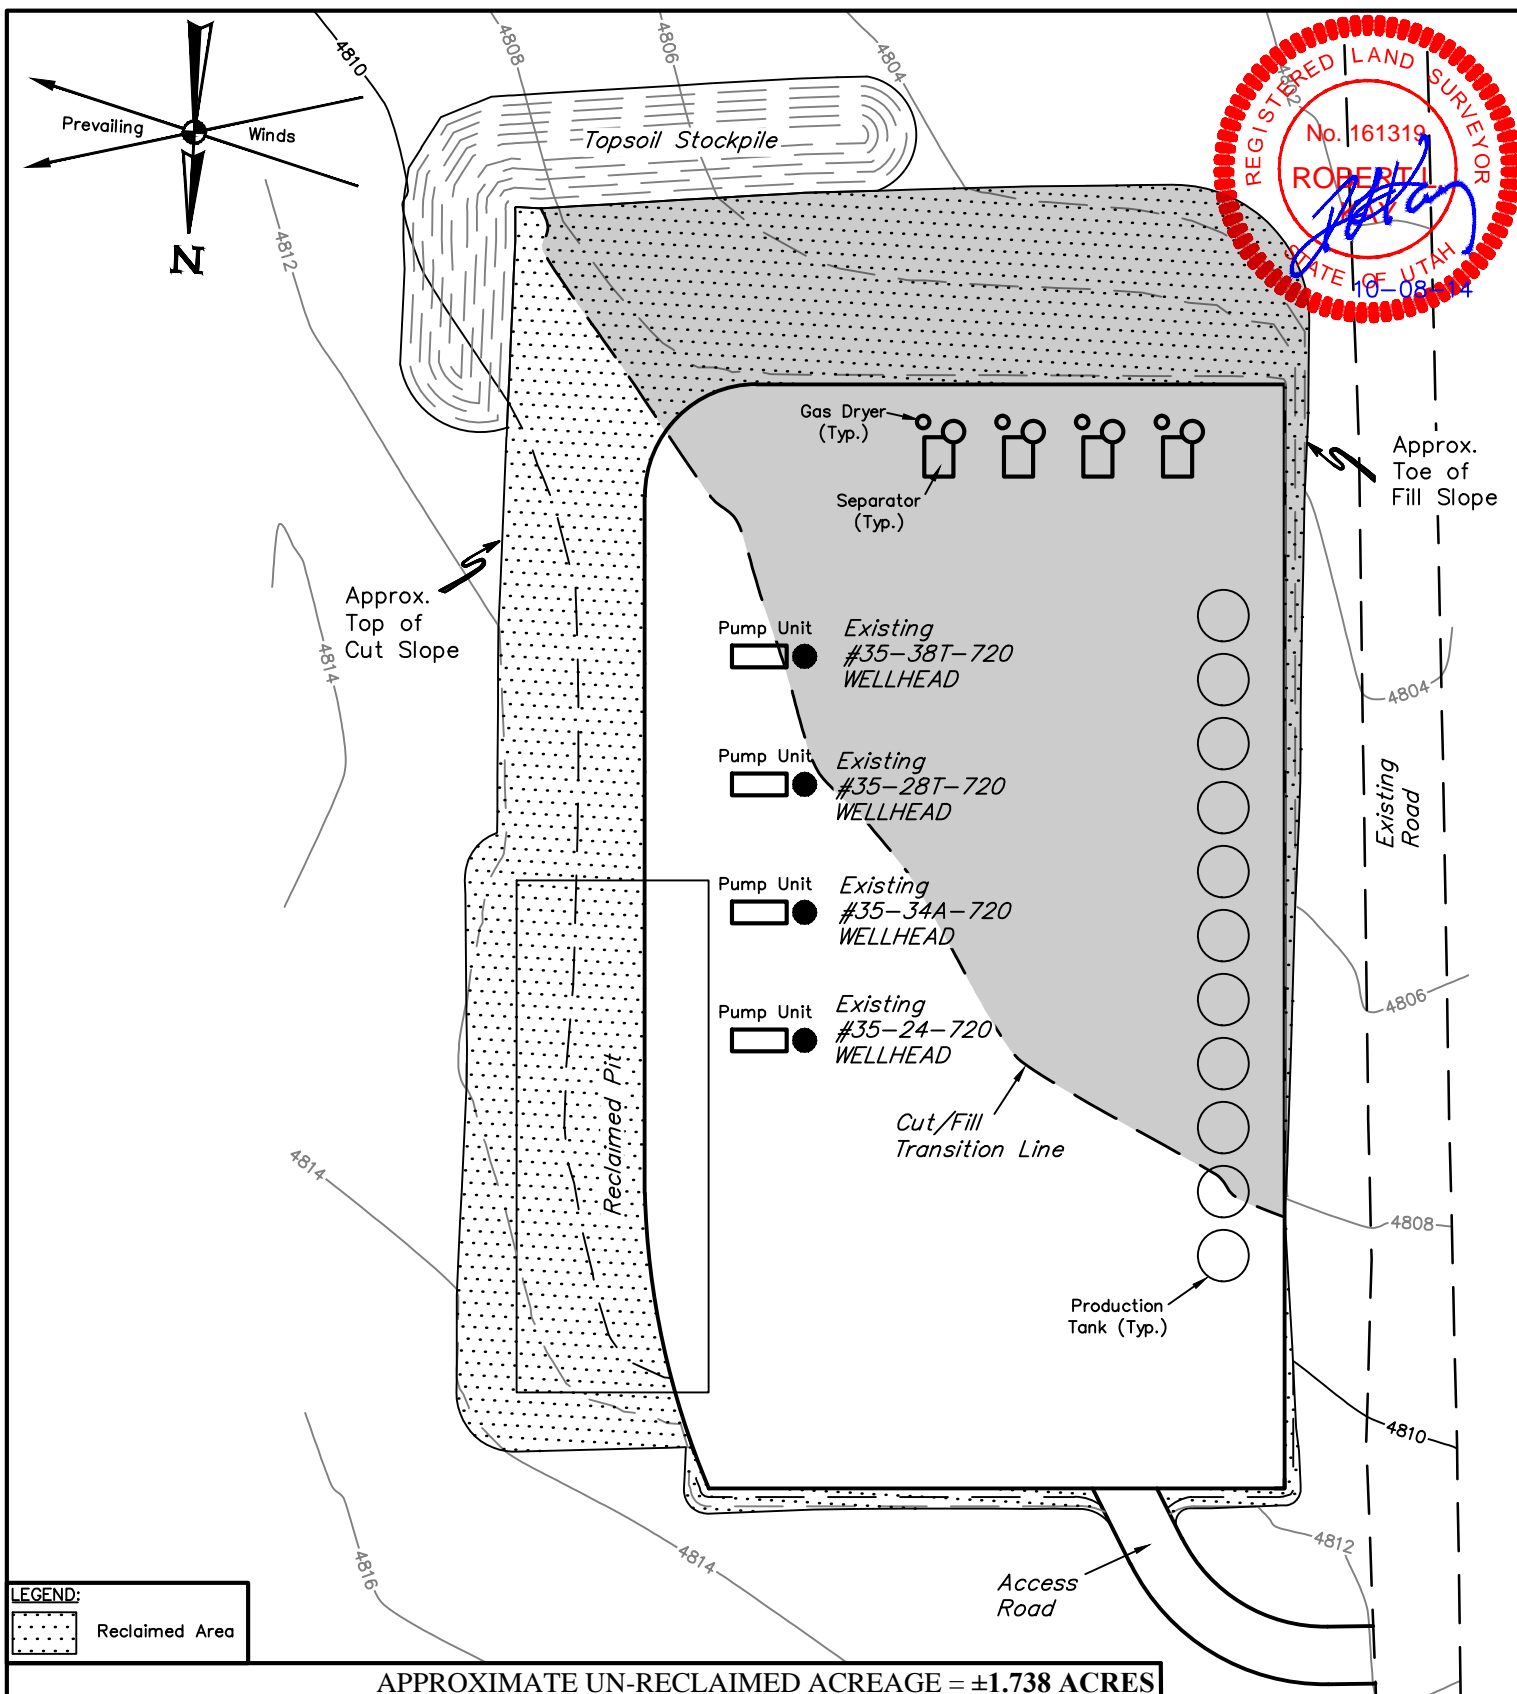 4810
4808
4806
4804
4802
REGISTERED LAND SURVEYOR
No. 161319
ROBERT L.
STATE OF UTAH
10-08-14
Prevailing
Winds
N
Topsoil Stockpile
4812
Gas Dryer
(Typ.)
Separator
(Typ.)
Approx.
Toe of
Fill Slope
Approx.
Top of
Cut Slope
4814
Pump Unit
Existing
#35-38T-720
WELLHEAD
4804
Pump Unit
Existing
#35-28T-720
WELLHEAD
Existing
Road
Pump Unit
Existing
#35-34A-720
WELLHEAD
4806
Pump Unit
Existing
#35-24-720
WELLHEAD
Reclaimed Pit
Cut/Fill
Transition Line
4814
4808
Production
Tank (Typ.)
4810
4812
4814
4816
Access
Road
LEGEND:
Reclaimed Area
APPROXIMATE UN-RECLAIMED ACREAGE = ±1.738 ACRES